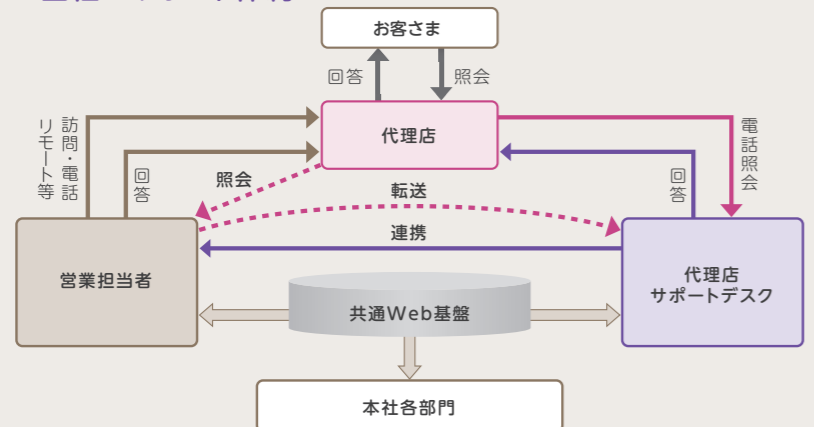 お客さま
回答
照会
代理店
訪問・電話
リモート等
回答
照会
転送
連携
回答
電話照会
営業担当者
代理店
サポートデスク
共通Web基盤
本社各部門